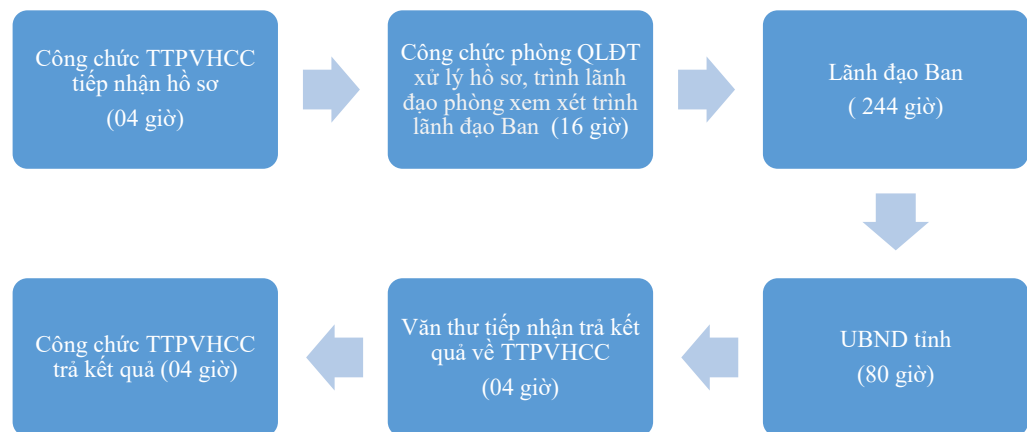 Công chức TTPVHCC
tiếp nhận hồ sơ
(04 giờ)
Công chức phòng QLĐT
xử lý hồ sơ, trình lãnh
đạo phòng xem xét trình
lãnh đạo Ban (16 giờ)
Lãnh đạo Ban
( 244 giờ)
UBND tỉnh
(80 giờ)
Văn thư tiếp nhận trả kết
quả về TTPVHCC
(04 giờ)
Công chức TTPVHCC
trả kết quả (04 giờ)